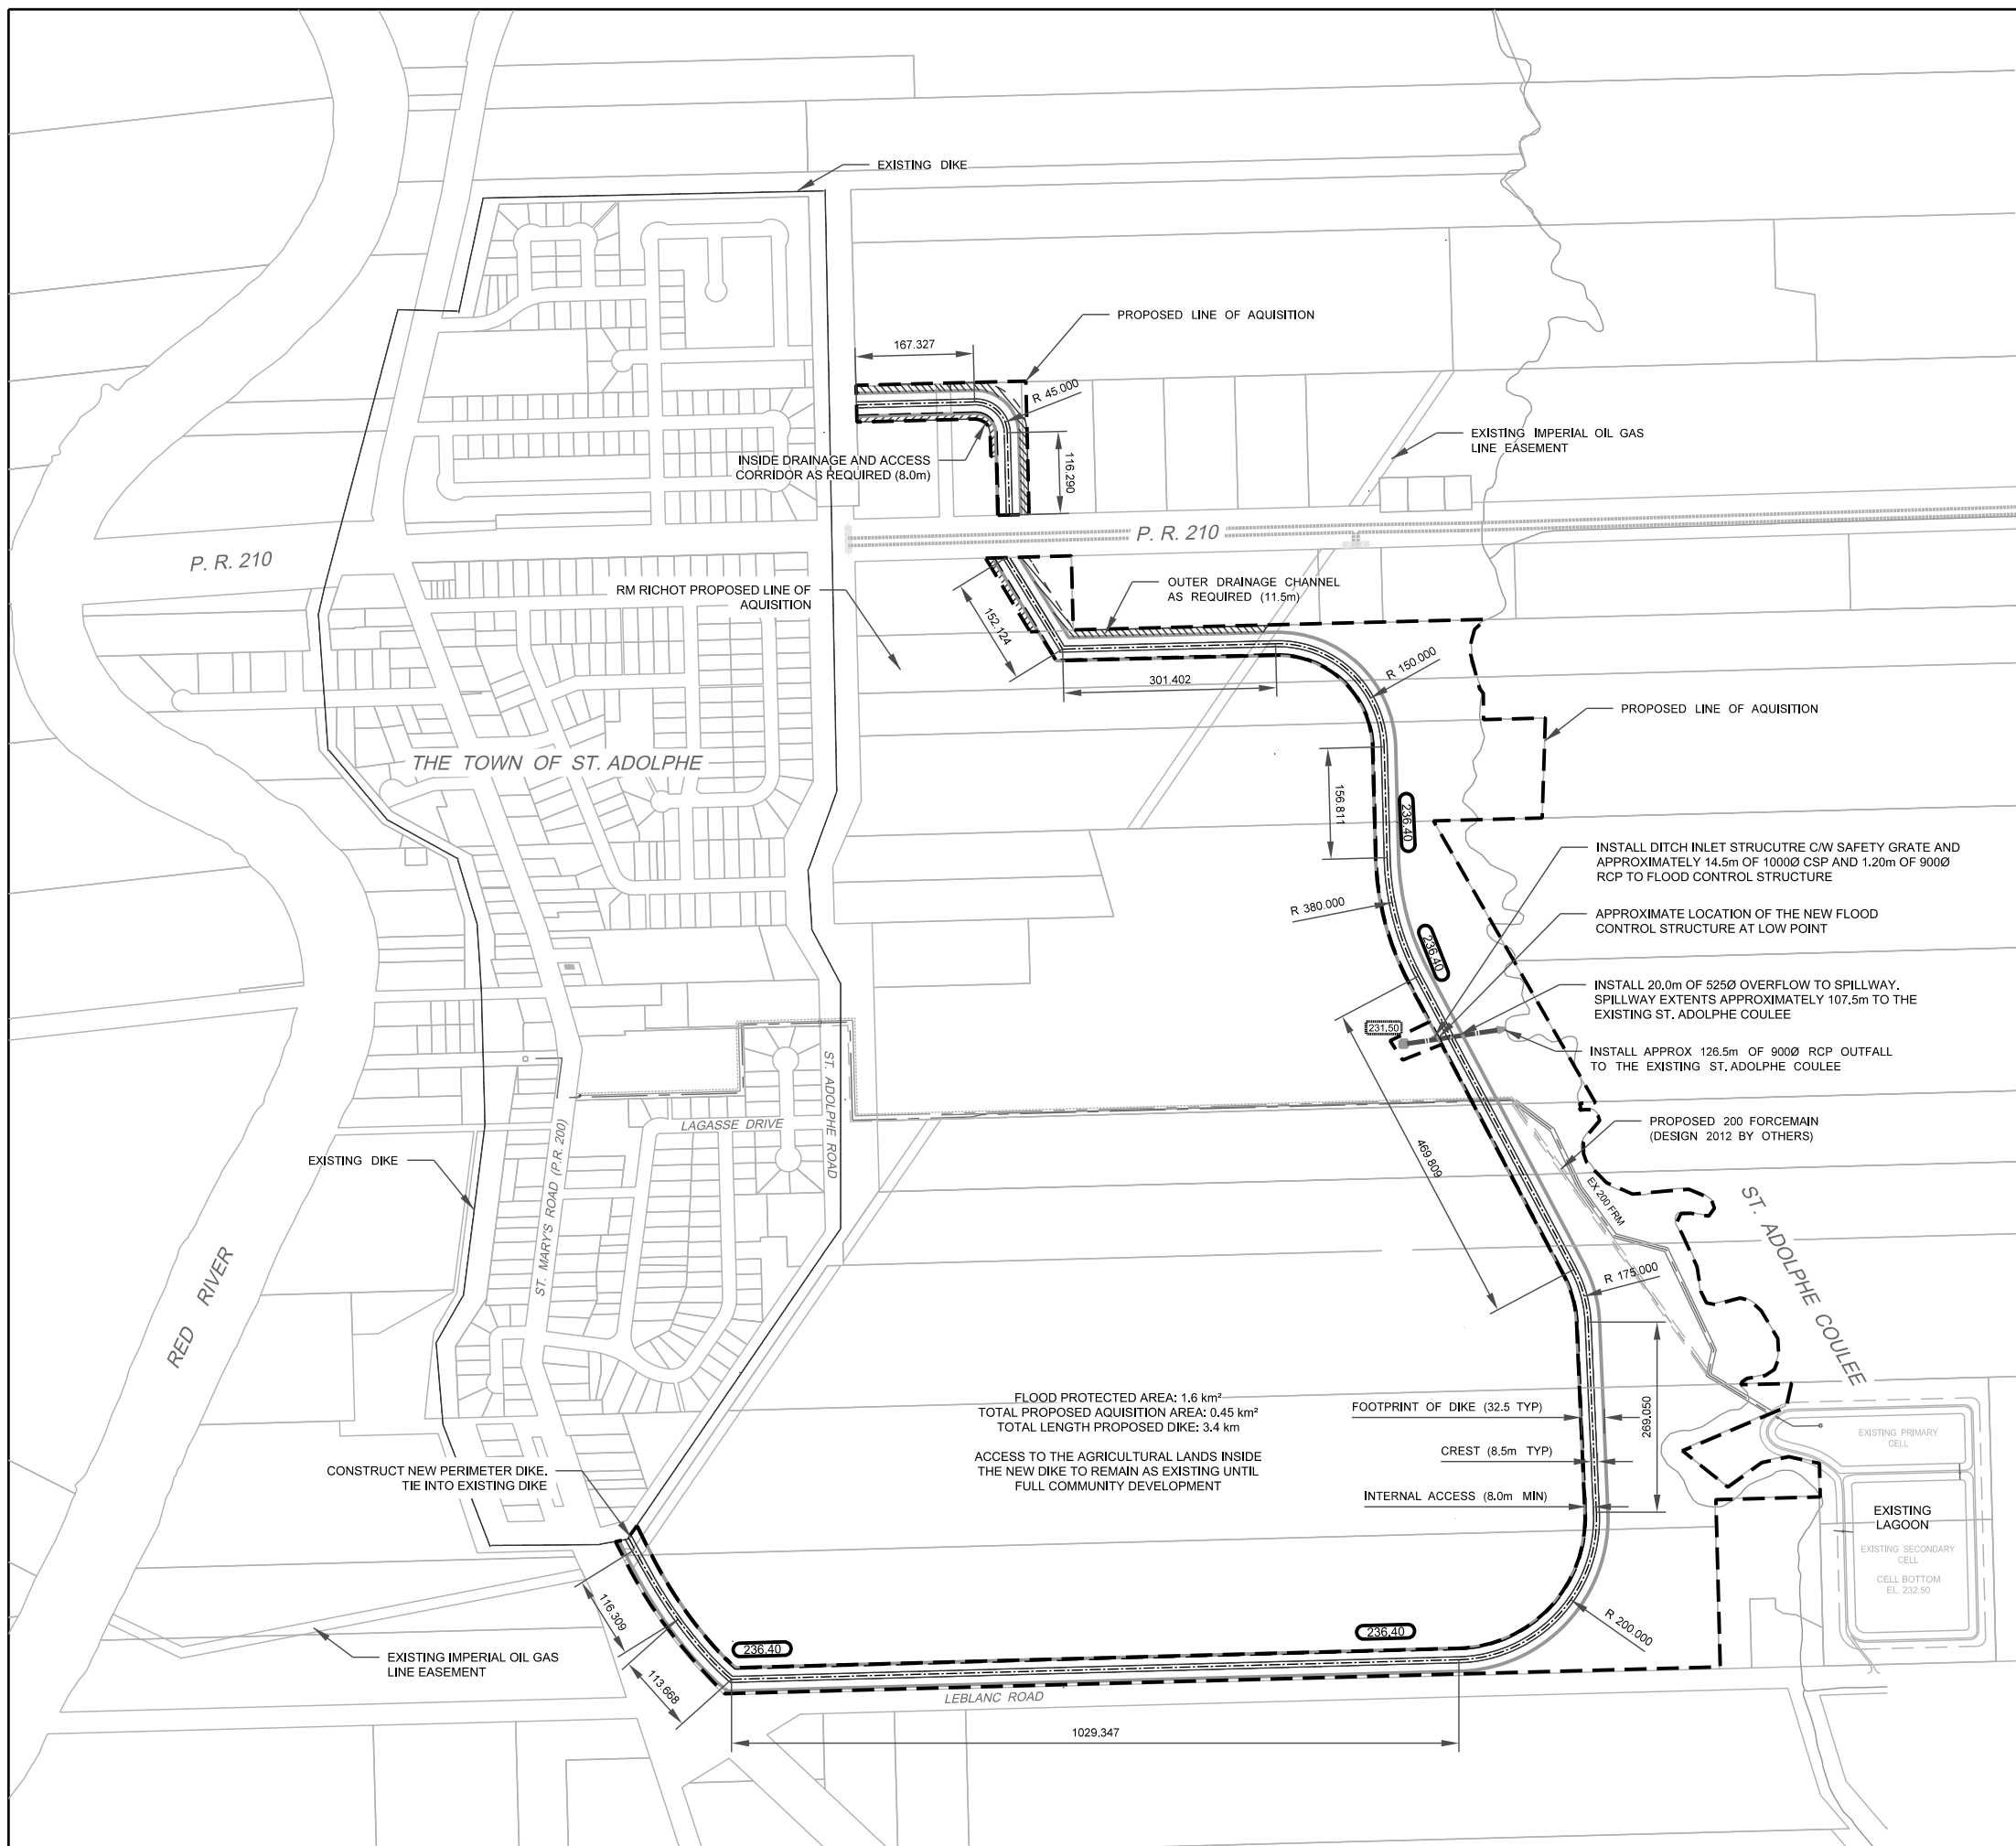 EXISTING DIKE
PROPOSED LINE OF AQUISITION
167.327
R 45.000
EXISTING IMPERIAL OIL GAS
LINE EASEMENT
INSIDE DRAINAGE AND ACCESS
CORRIDOR AS REQUIRED (8.0m)
116.290
P. R. 210
P. R. 210
OUTER DRAINAGE CHANNEL
AS REQUIRED (11.5m)
RM RICHOT PROPOSED LINE OF
AQUISITION
152.124
R 150.000
301.402
PROPOSED LINE OF AQUISITION
THE TOWN OF ST. ADOLPHE
156.811
236.40
INSTALL DITCH INLET STRUCUTRE C/W SAFETY GRATE AND
APPROXIMATELY 14.5m OF 1000Ø CSP AND 1.20m OF 900Ø
RCP TO FLOOD CONTROL STRUCTURE
R 380.000
APPROXIMATE LOCATION OF THE NEW FLOOD
CONTROL STRUCTURE AT LOW POINT
236.40
INSTALL 20.0m OF 525Ø OVERFLOW TO SPILLWAY.
SPILLWAY EXTENTS APPROXIMATELY 107.5m TO THE
EXISTING ST. ADOLPHE COULEE
231.50
INSTALL APPROX 126.5m OF 900Ø RCP OUTFALL
TO THE EXISTING ST. ADOLPHE COULEE
ST. ADOLPHE ROAD
LAGASSE DRIVE
PROPOSED 200 FORCEMAIN
(DESIGN 2012 BY OTHERS)
469.809
EXISTING DIKE
ST. MARY'S ROAD (P.R. 200)
EX 200 FRM
ST. ADOLPHE COULEE
RED RIVER
R 175.000
FLOOD PROTECTED AREA: 1.6 km²
TOTAL PROPOSED AQUISITION AREA: 0.45 km²
TOTAL LENGTH PROPOSED DIKE: 3.4 km
FOOTPRINT OF DIKE (32.5 TYP)
269.050
EXISTING PRIMARY
CELL
ACCESS TO THE AGRICULTURAL LANDS INSIDE
THE NEW DIKE TO REMAIN AS EXISTING UNTIL
FULL COMMUNITY DEVELOPMENT
CREST (8.5m TYP)
CONSTRUCT NEW PERIMETER DIKE.
TIE INTO EXISTING DIKE
INTERNAL ACCESS (8.0m MIN)
EXISTING
LAGOON
EXISTING SECONDARY
CELL
CELL BOTTOM
EL. 232.50
116.309
R 200.000
236.40
236.40
EXISTING IMPERIAL OIL GAS
LINE EASEMENT
113.668
LEBLANC ROAD
1029.347